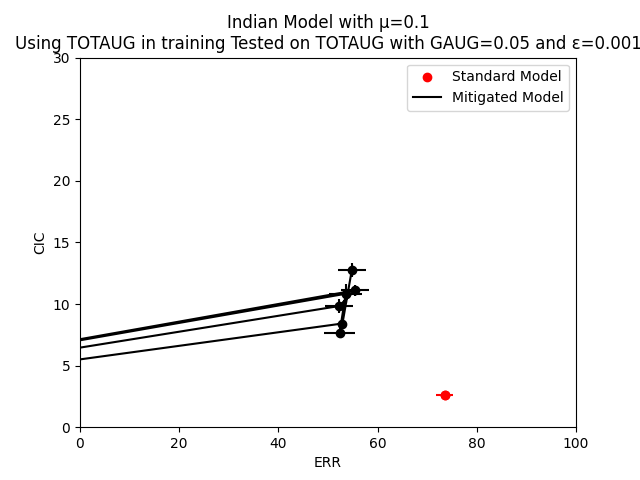 Indian Model with μ=0.1
Using TOTAUG in training Tested on TOTAUG with GAUG=0.05 and ε=0.001
30
25
20
15
10
5
0
CIC
Standard Model
Mitigated Model
0 20 40 60 80 100
ERR